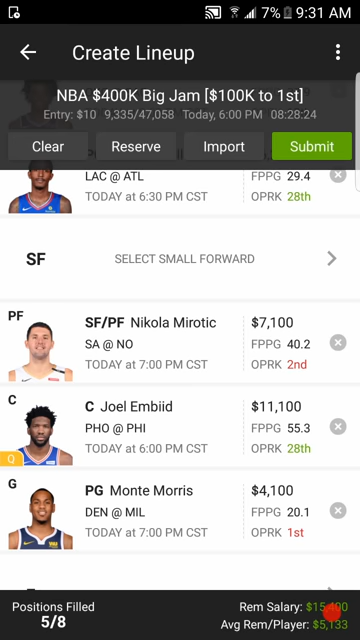 7% 9:31 AM
Create Lineup
NBA $400K Big Jam [$100K to 1st]
Entry: $10 9,335/47,058 Today, 6:00 PM 08:28:24
Clear Reserve Import Submit
LAC @ ATL FPPG 29.4
TODAY at 6:30 PM CST OPRK 28th
SF SELECT SMALL FORWARD
PF SF/PF Nikola Mirotic $7,100
SA @ NO FPPG 40.2
TODAY at 7:00 PM CST OPRK 2nd
C C Joel Embiid $11,100
PHO @ PHI FPPG 55.3
Q TODAY at 6:00 PM CST OPRK 28th
G PG Monte Morris $4,100
DEN @ MIL FPPG 20.1
TODAY at 7:00 PM CST OPRK 1st
Positions Filled Rem Salary: $15,400
5/8 Avg Rem/Player: $5,133